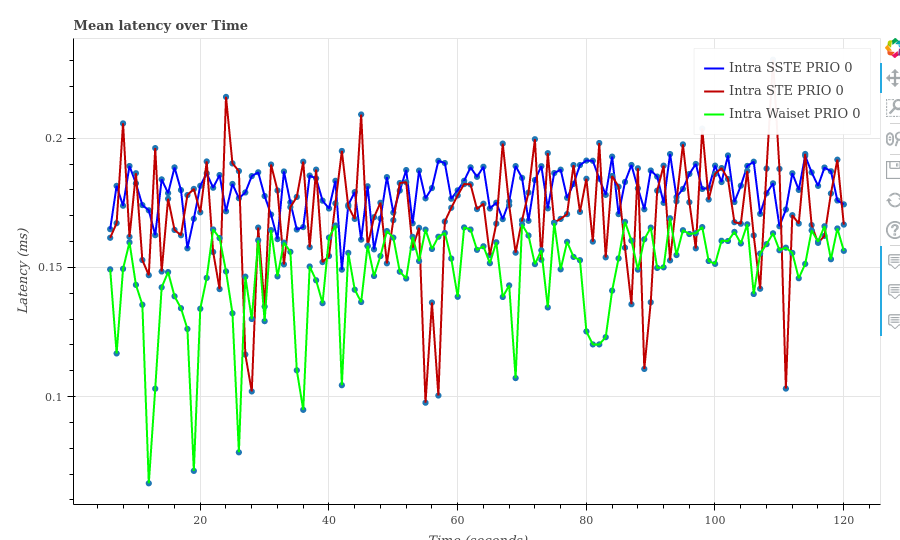 Mean latency over Time
Intra SSTE PRIO 0
Intra STE PRIO 0
Intra Waiset PRIO 0
0.2
0.15
0.1
Latency (ms)
20
40
60
80
100
120
Time (seconds)